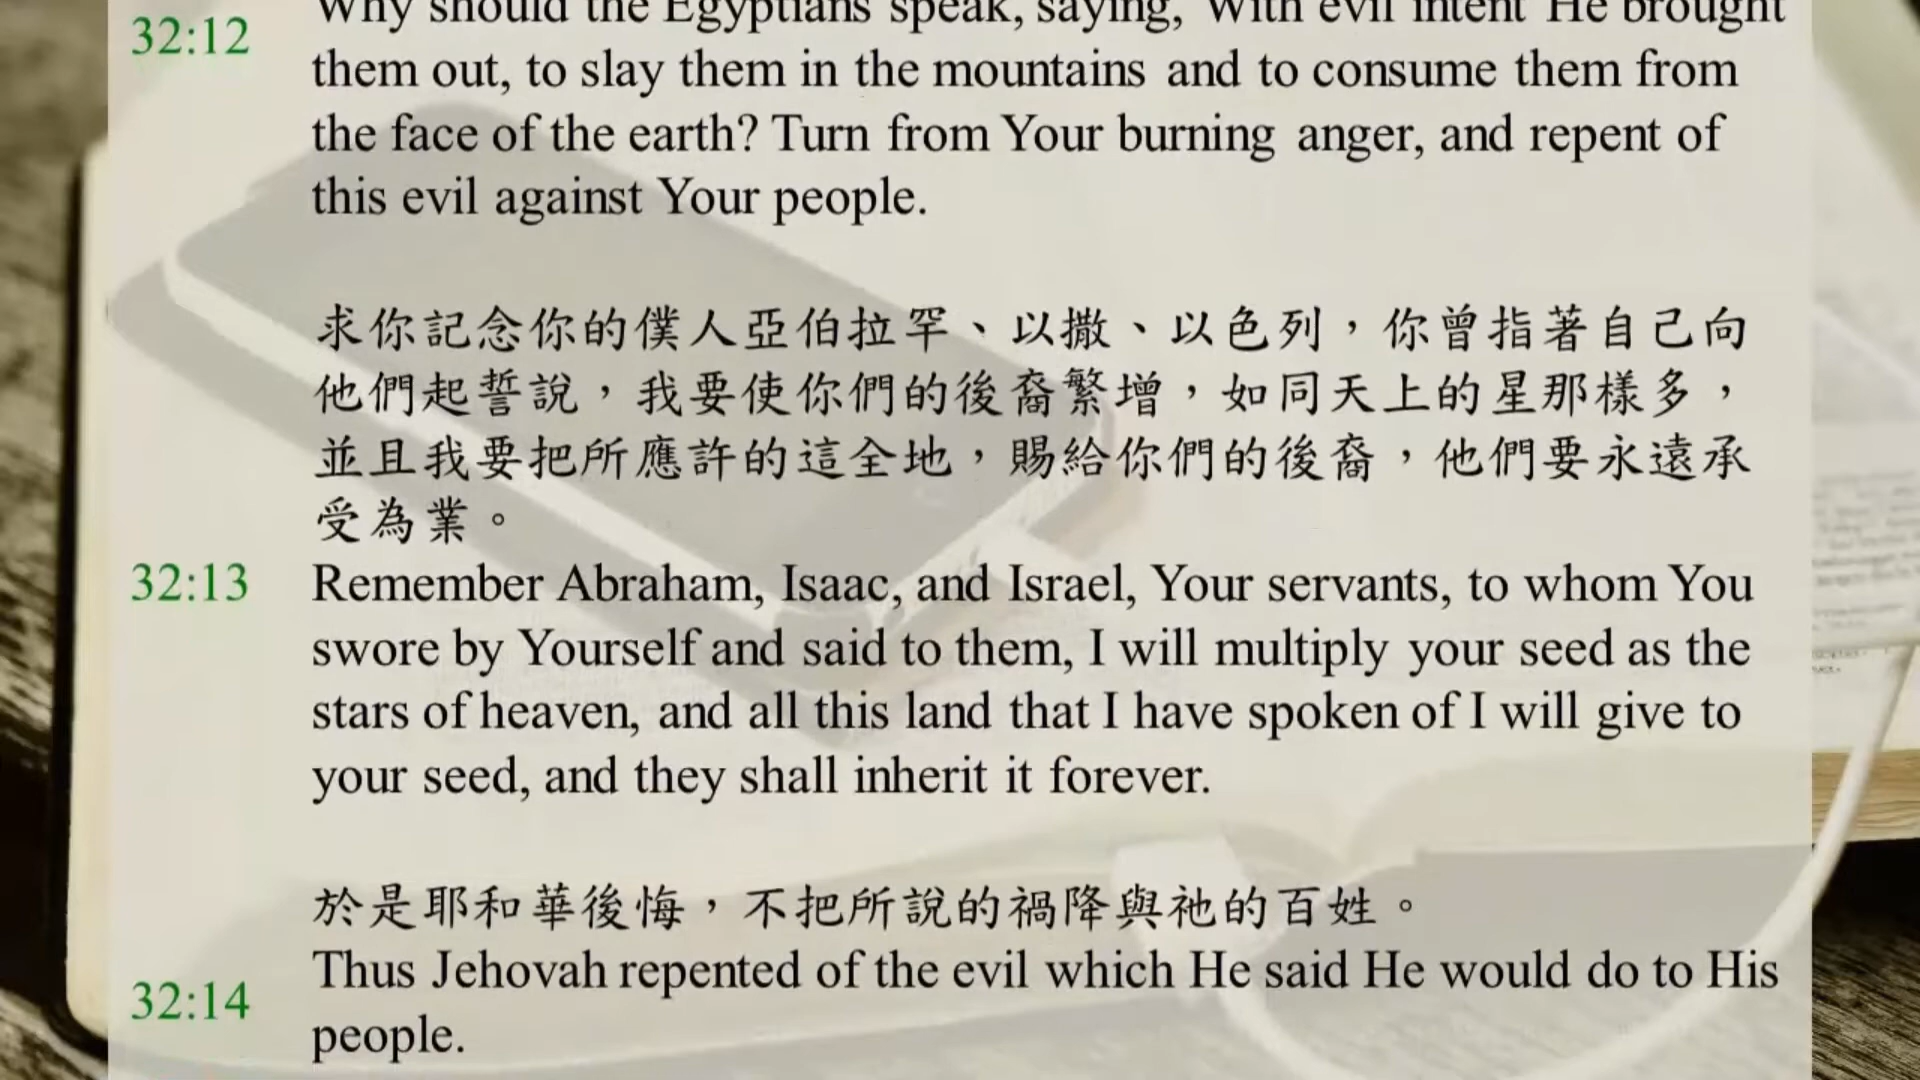 Why should the Egyptians speak, saying, With evil intent He brought
32:12
them out, to slay them in the mountains and to consume them from
the face of the earth? Turn from Your burning anger, and repent of
this evil against Your people.
求你記念你的僕人亞伯拉罕、以撒、以色列，你曾指著自己向
他們起誓說，我要使你們的後裔繁增，如同天上的星那樣多，
並且我要把所應許的這全地，賜給你們的後裔，他們要永遠承
受為業。
32:13 Remember Abraham, Isaac, and Israel, Your servants, to whom You
swore by Yourself and said to them, I will multiply your seed as the
stars of heaven, and all this land that I have spoken of I will give to
your seed, and they shall inherit it forever.
於是耶和華後悔，不把所說的禍降與祂的百姓。
Thus Jehovah repented of the evil which He said He would do to His
32:14
people.